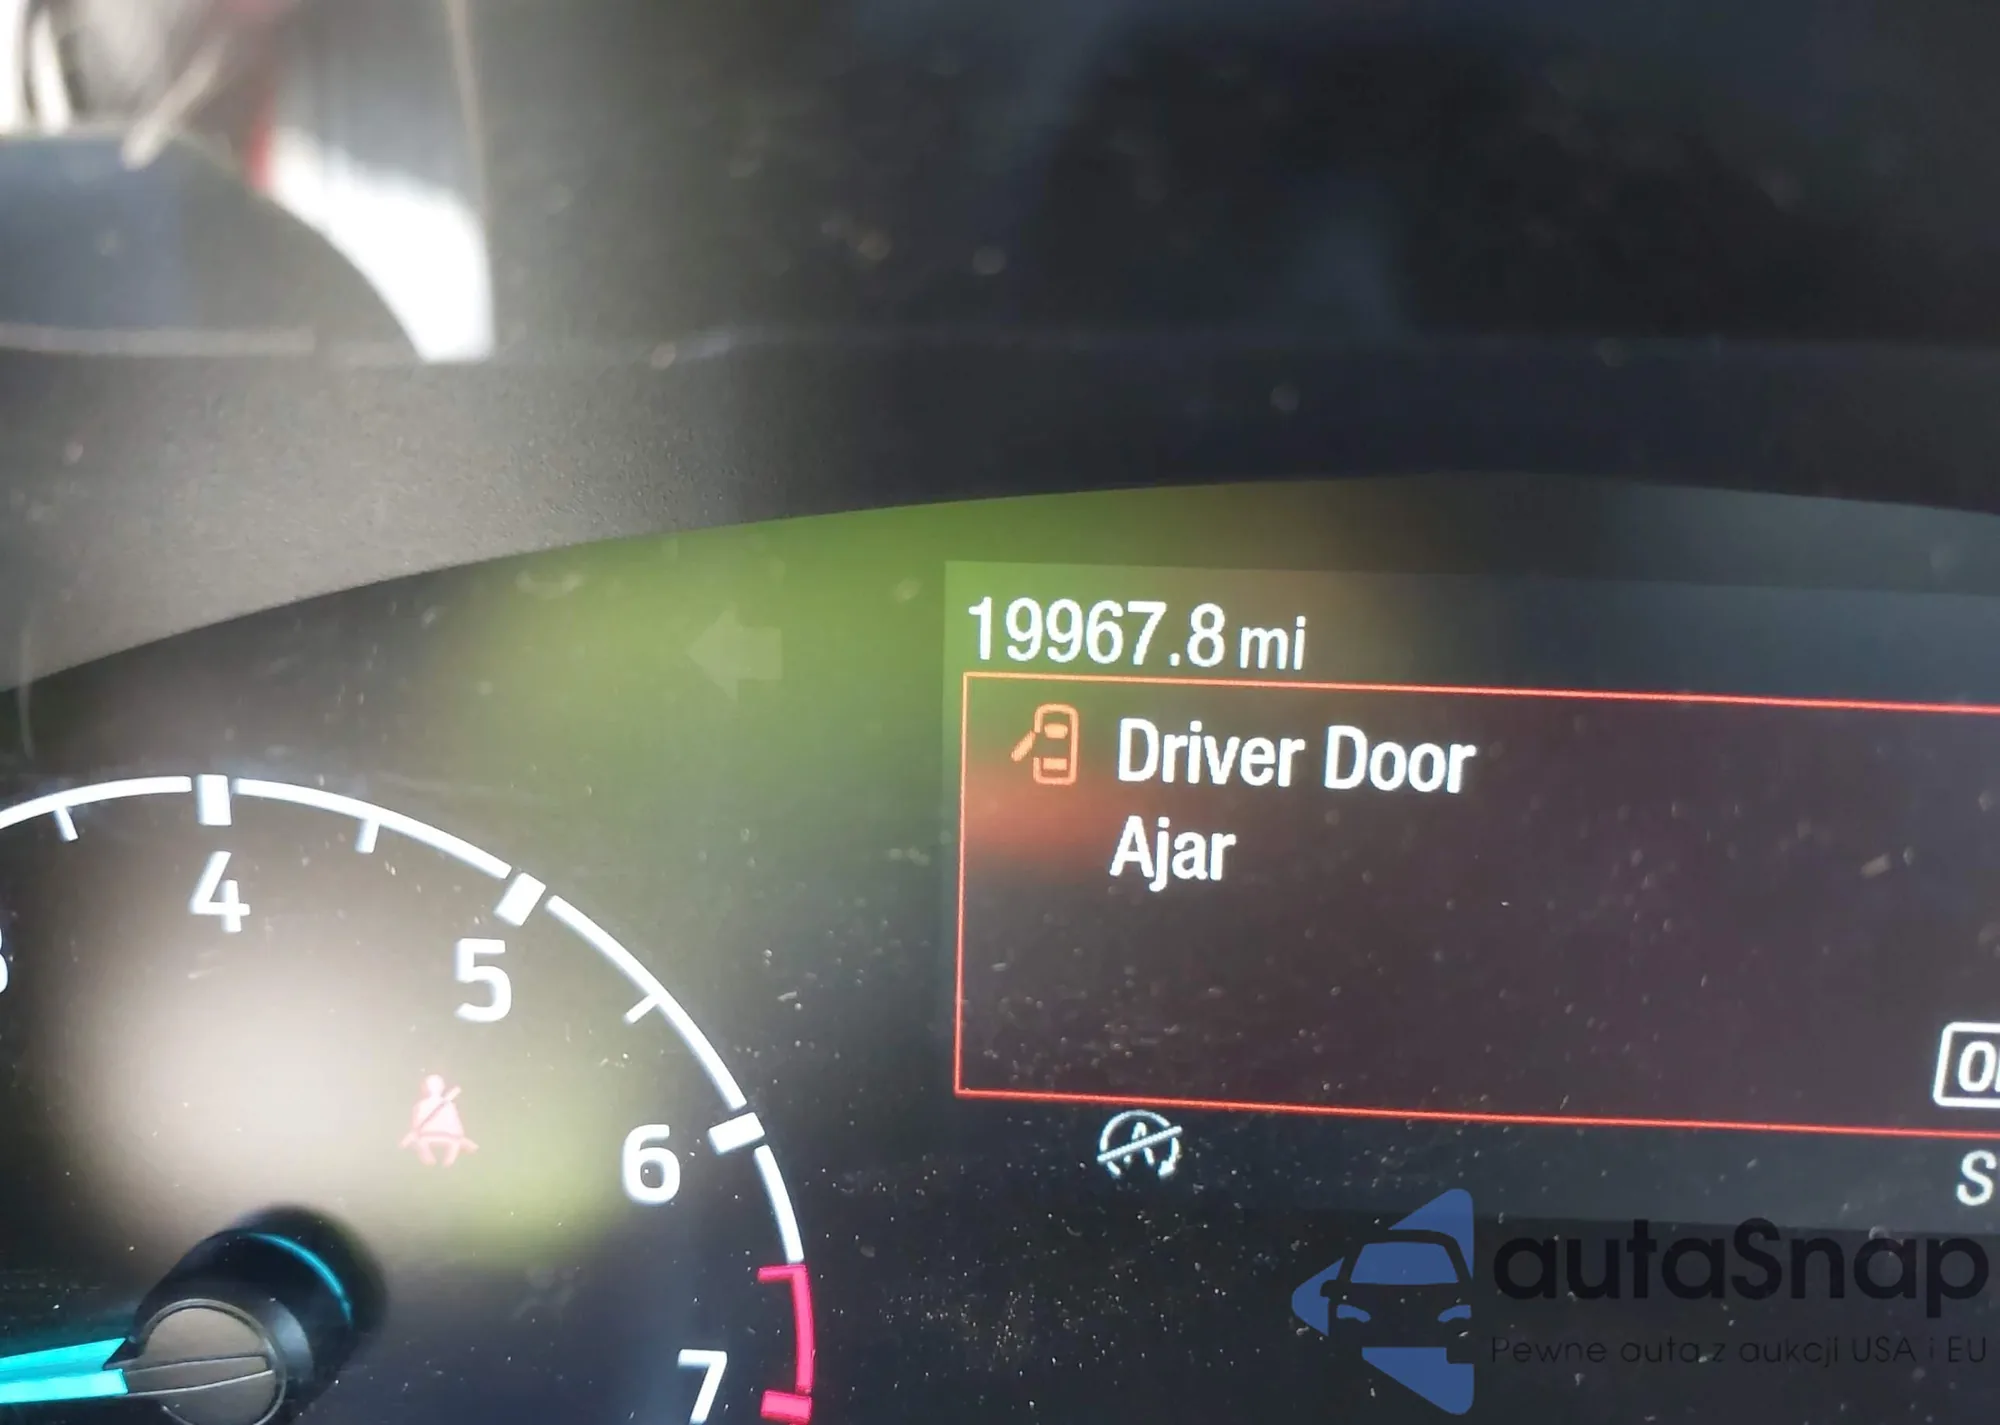 19967.8 mi
Driver Door
Ajar
4
5
6
7
autaSnap
Pewne auta z aukcji USA i EU